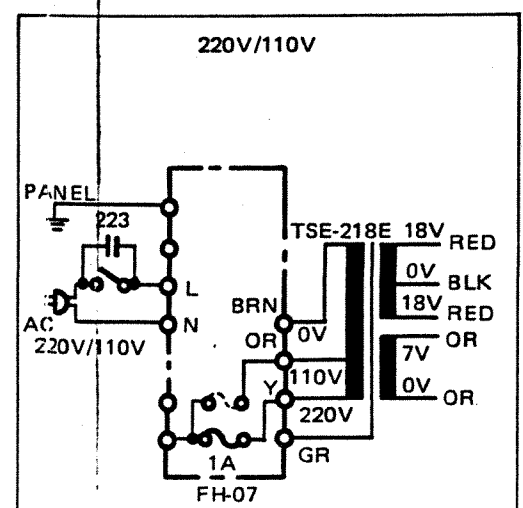 220V/110V
PANEL
223
TSE-218E
18V
RED
0V
BLK
18V
RED
L
BRN
AC
N
0V
OR
OR
220V/110V
7V
110V
Y
0V
OR
220V
GR
1A
FH-07